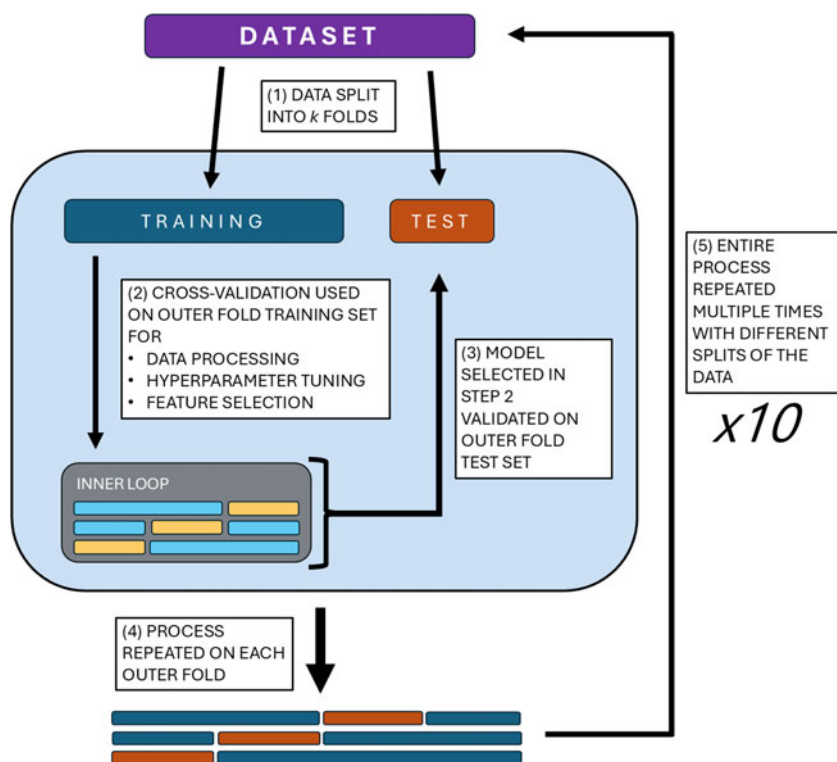 DATASET
(1) DATA SPLIT
INTO k FOLDS
TRAINING
TEST
(2) CROSS-VALIDATION USED
ON OUTER FOLD TRAINING SET
FOR
• DATA PROCESSING
• HYPERPARAMETER TUNING
• FEATURE SELECTION
(3) MODEL
SELECTED IN
STEP 2
VALIDATED ON
OUTER FOLD
TEST SET
INNER LOOP
(4) PROCESS
REPEATED ON EACH
OUTER FOLD
(5) ENTIRE
PROCESS
REPEATED
MULTIPLE TIMES
WITH DIFFERENT
SPLITS OF THE
DATA
x10